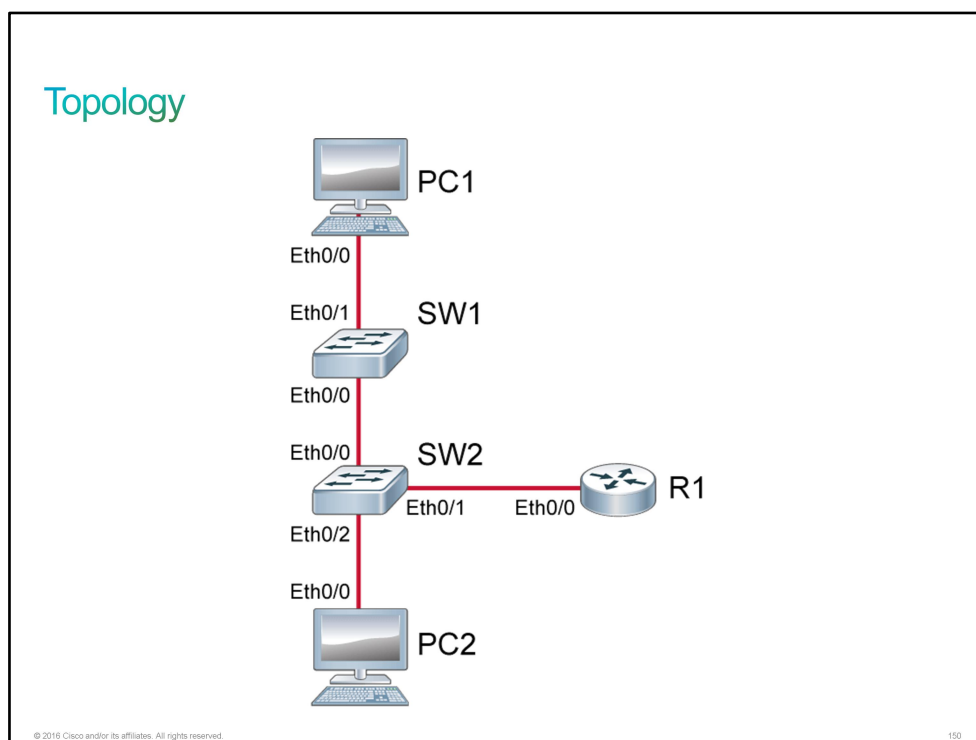 Topology
PC1
Eth0/0
Eth0/1
SW1
Eth0/0
Eth0/0
SW2
Eth0/1
Eth0/0
R1
Eth0/2
Eth0/0
PC2
© 2016 Cisco and/or its affiliates. All rights reserved.
150